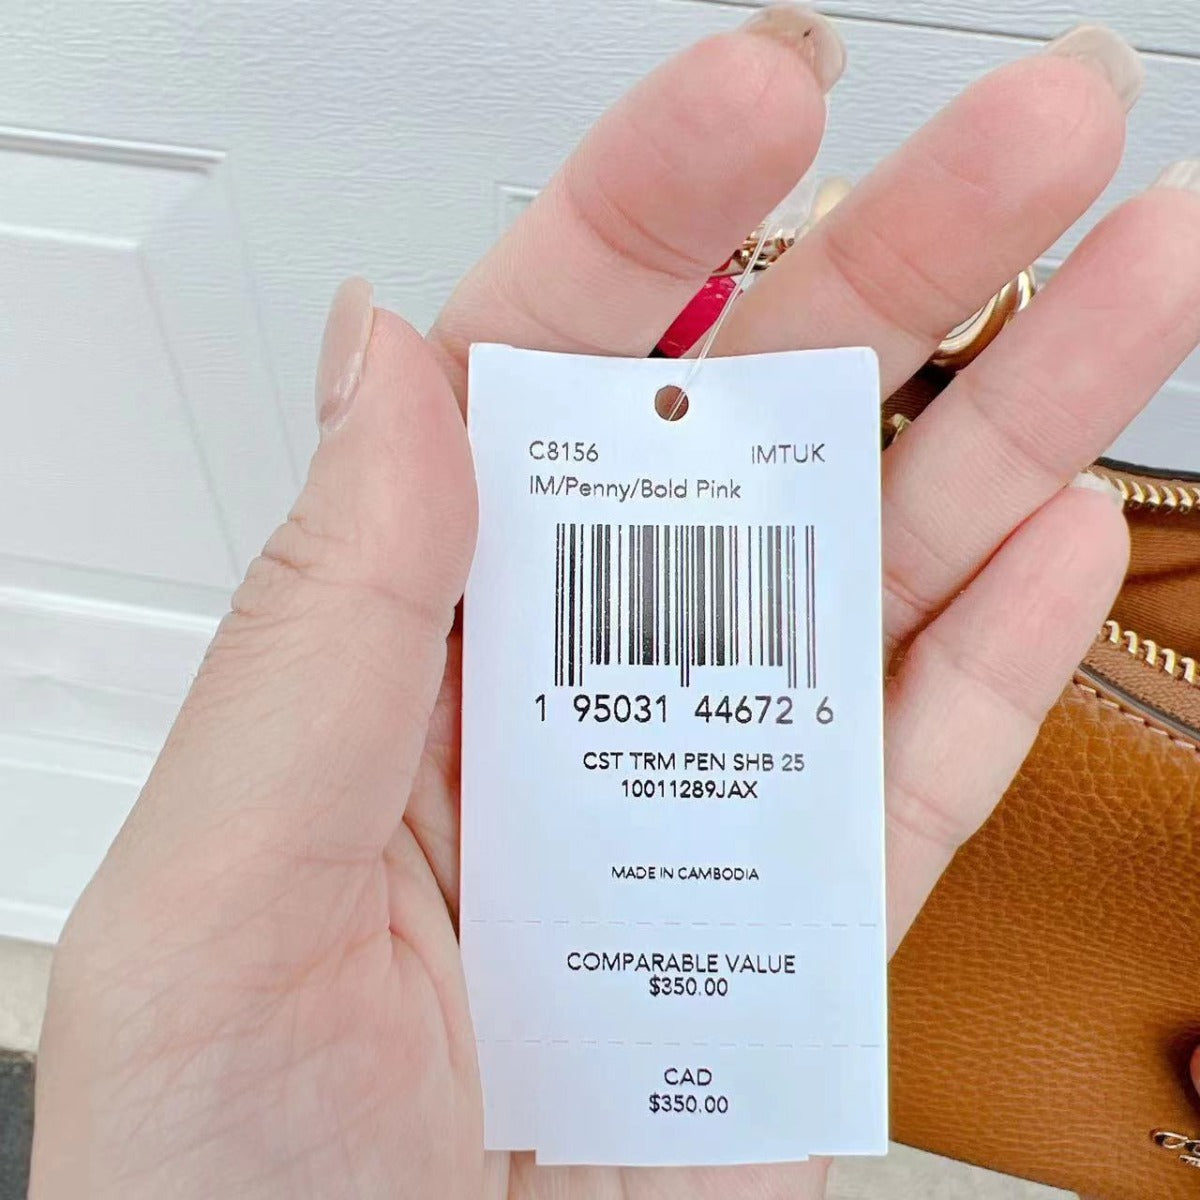 C8156 IMTUK
IM/Penny/Bold Pink
1 95031 44672 6
CST TRM PEN SHB 25
10011289JAX
MADE IN CAMBODIA
COMPARABLE VALUE
$350.00
CAD
$350.00